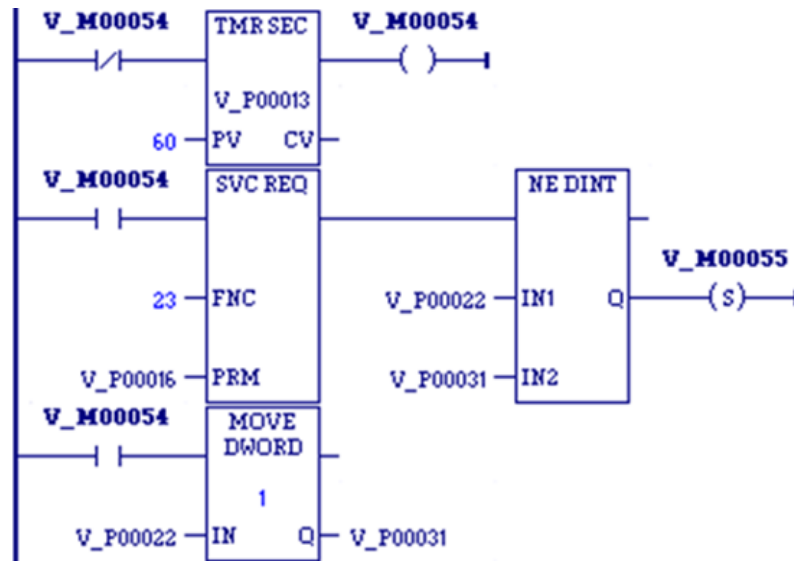 V_M00054 TMR SEC V_M00054
V_P00013
60 PV CV
V_M00054 SVC REQ NE DINT
V_M00055
23 FNC V_P00022 IN1 Q S
V_P00016 PRM V_P00031 IN2
V_M00054 MOVE
DWORD
1
V_P00022 IN Q V_P00031